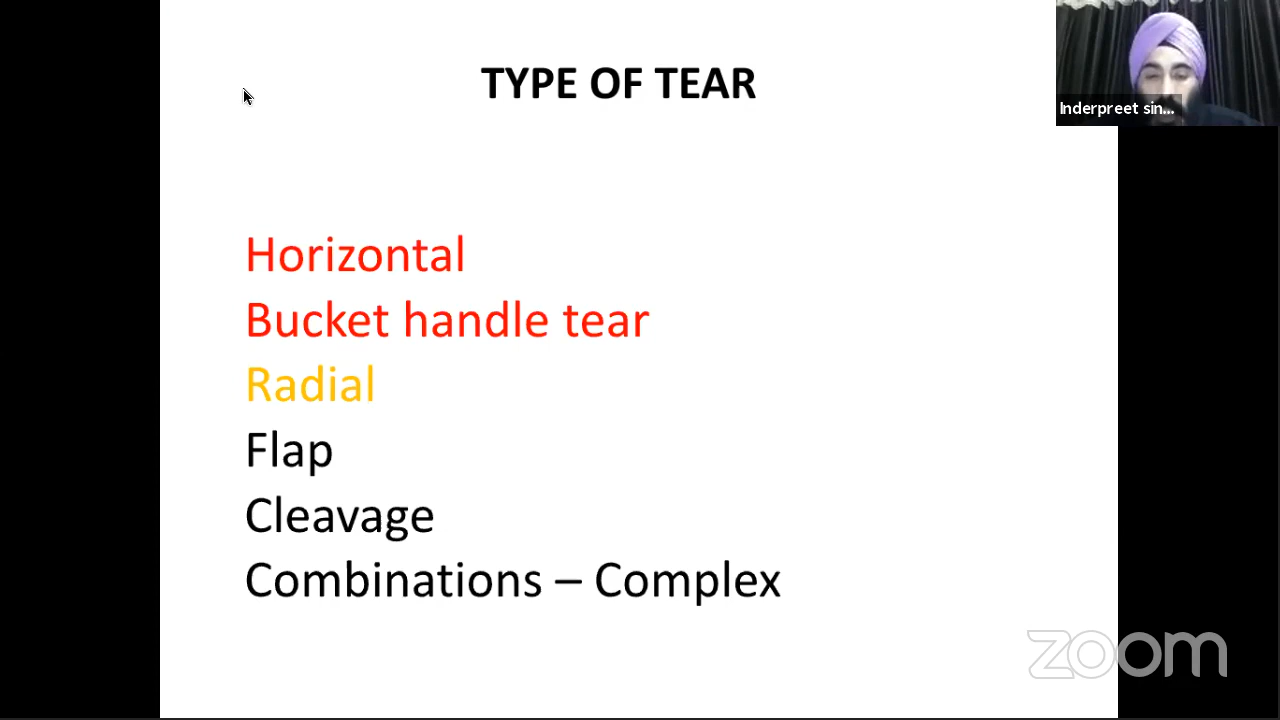 TYPE OF TEAR
Inderpreet sin...
Horizontal
Bucket handle tear
Radial
Flap
Cleavage
Combinations – Complex
zoom